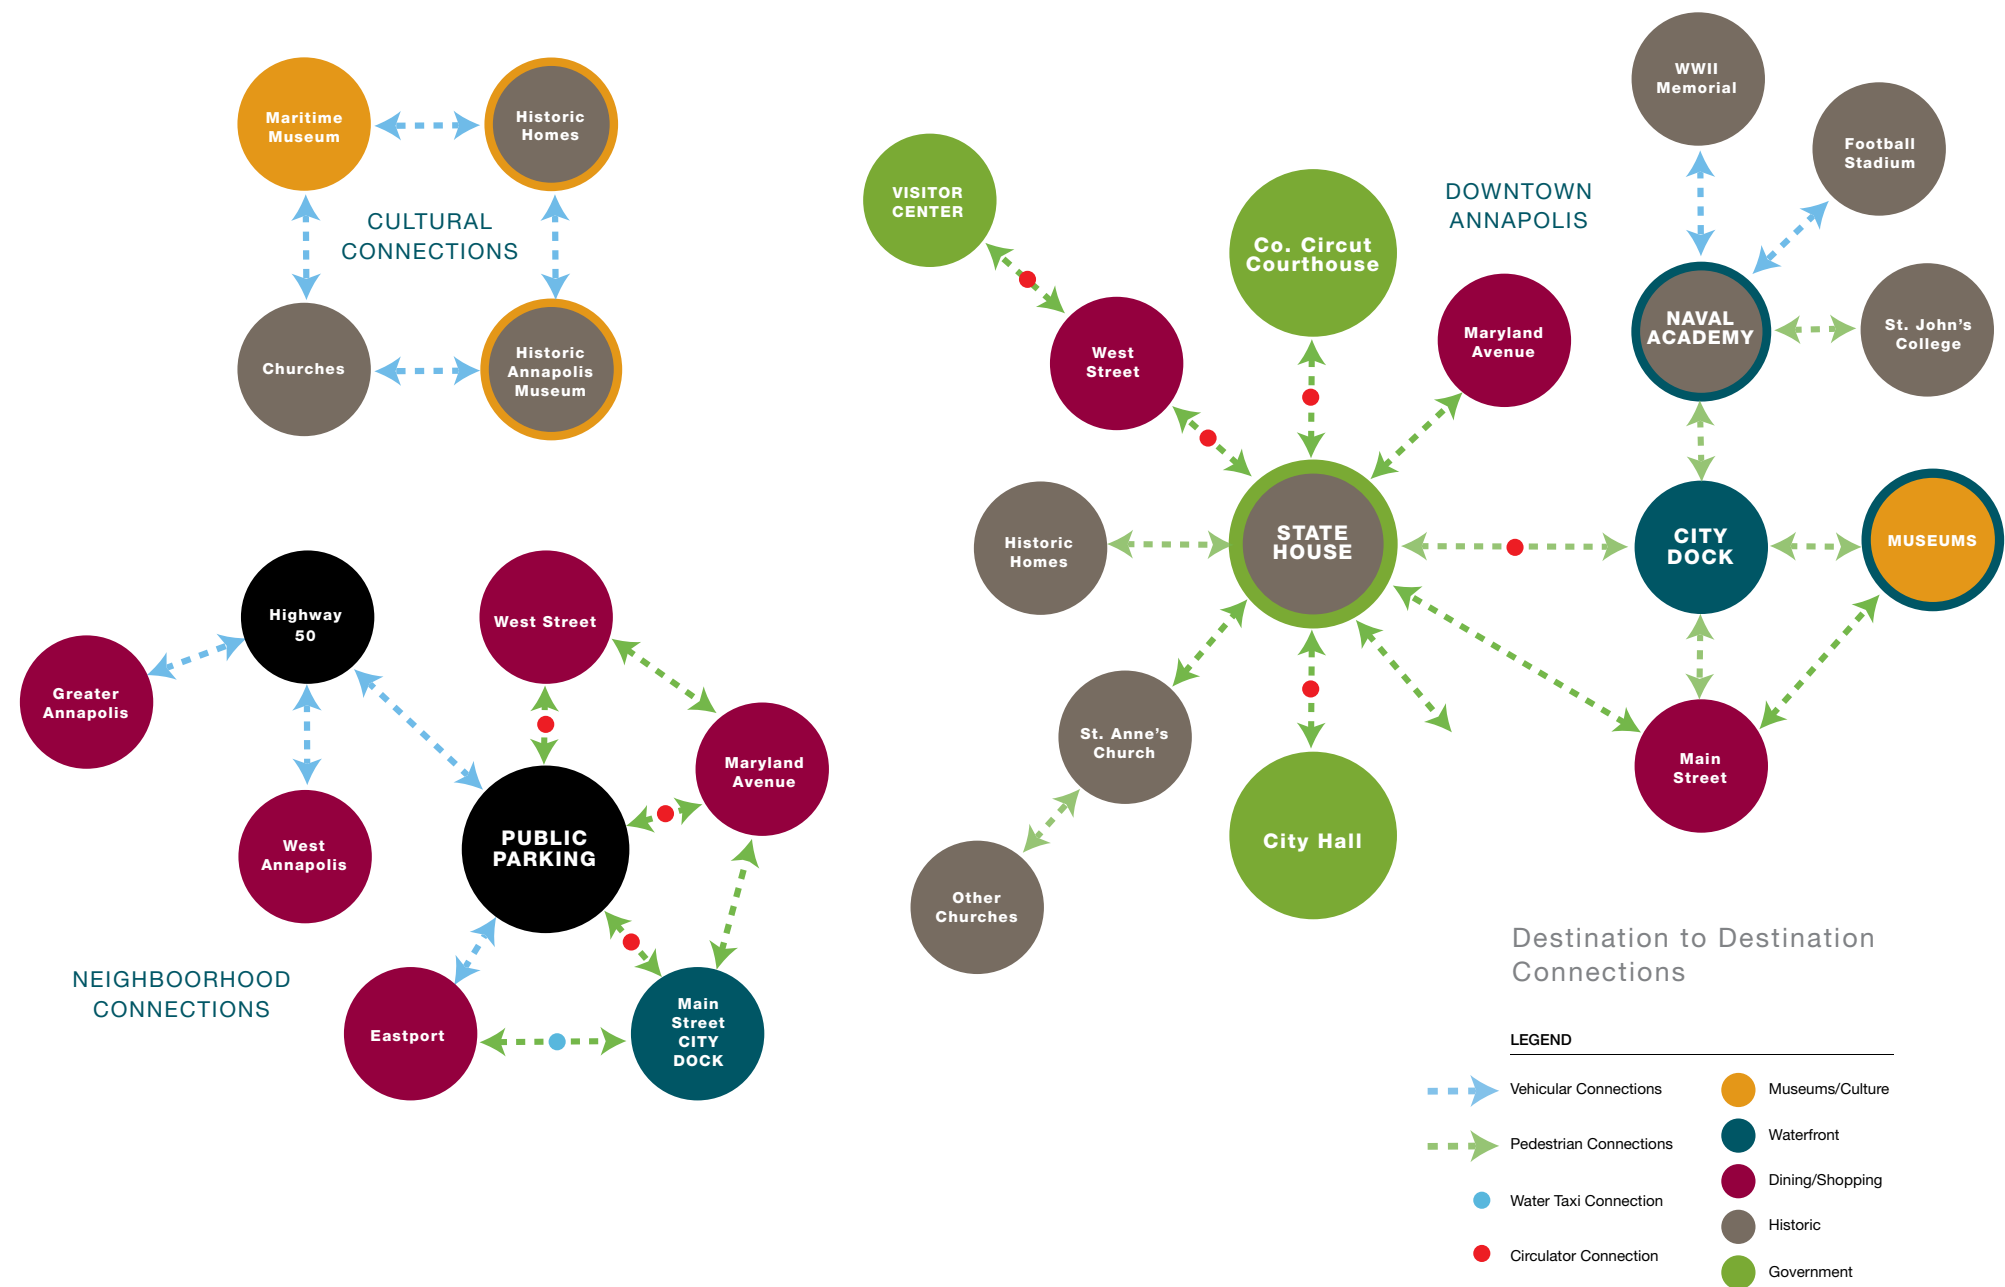 Maritime
Museum
Historic
Homes
CULTURAL
CONNECTIONS
Churches
Historic
Annapolis
Museum
VISITOR
CENTER
West
Street
Co. Circut
Courthouse
DOWNTOWN
ANNAPOLIS
Maryland
Avenue
WWII
Memorial
Football
Stadium
NAVAL
ACADEMY
St. John’s
College
Historic
Homes
STATE
HOUSE
CITY
DOCK
MUSEUMS
St. Anne’s
Church
Other
Churches
City Hall
Main
Street
Highway
50
West Street
Greater
Annapolis
West
Annapolis
PUBLIC
PARKING
Maryland
Avenue
NEIGHBOORHOOD
CONNECTIONS
Eastport
Main
Street
CITY
DOCK
Destination to Destination
Connections
LEGEND
Vehicular Connections
Pedestrian Connections
Water Taxi Connection
Circulator Connection
Museums/Culture
Waterfront
Dining/Shopping
Historic
Government